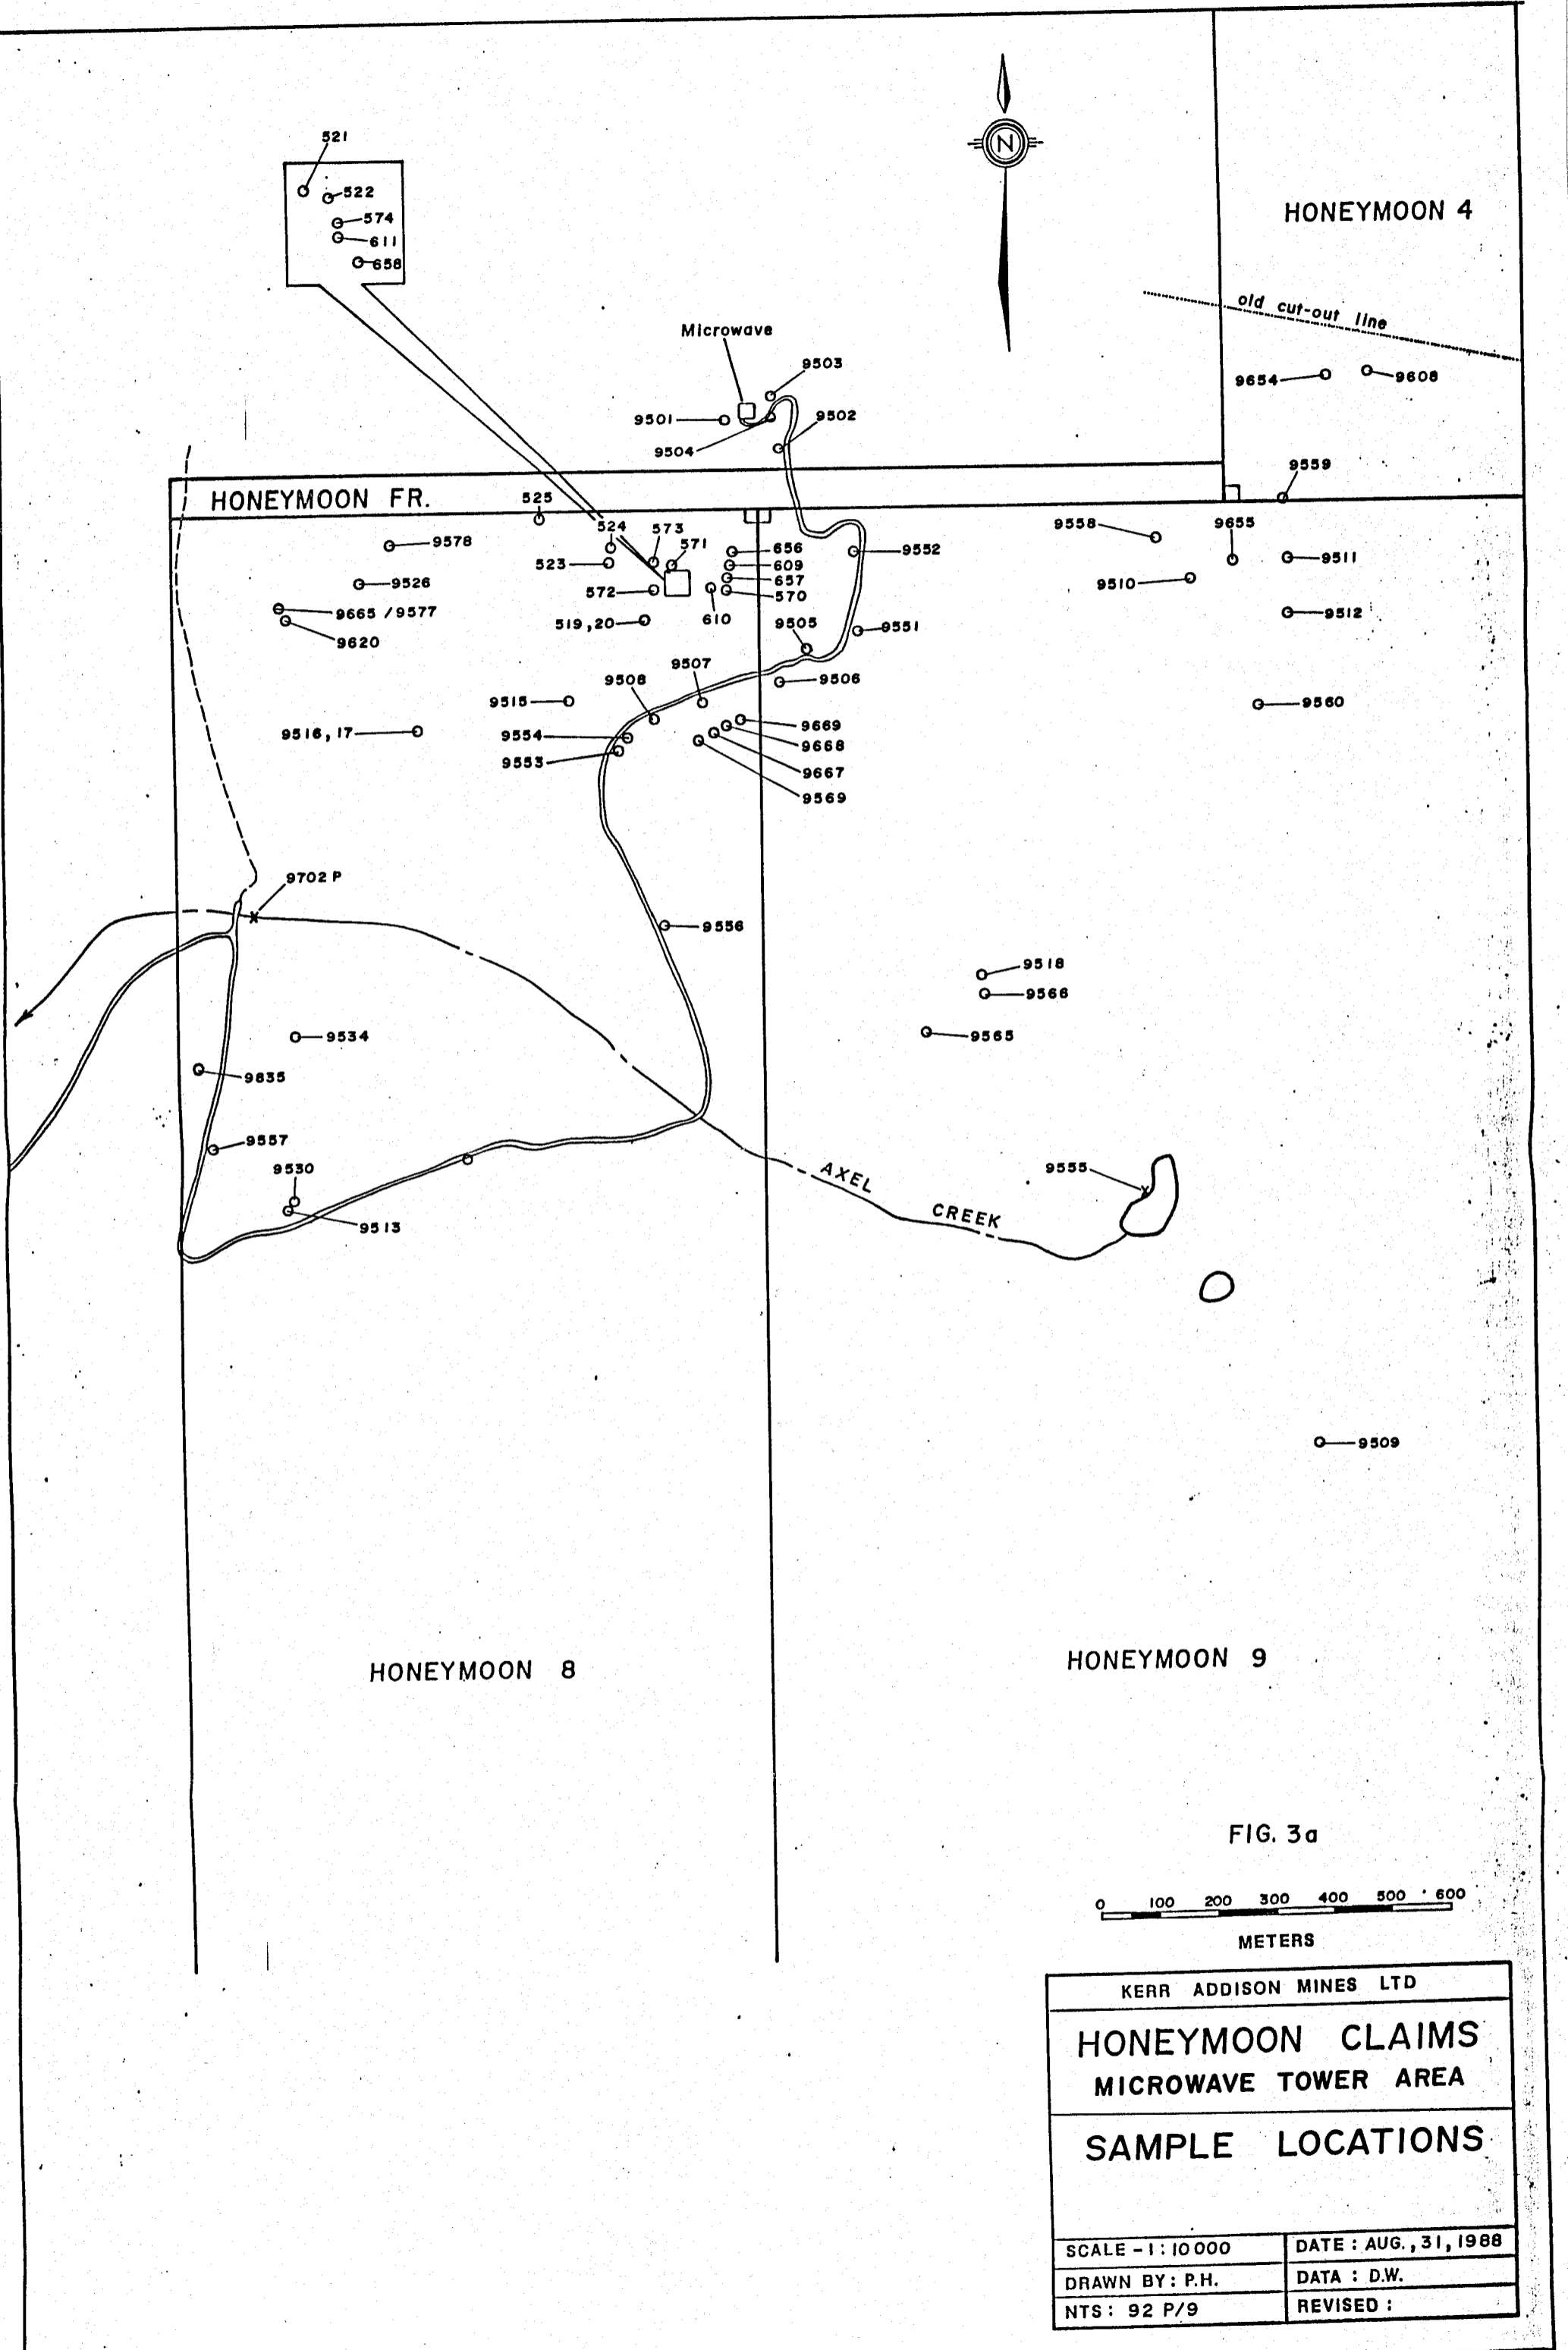 521
522
574
611
658
N
HONEYMOON 4
old cut-out line
Microwave
9503
9501
9502
9504
9654
9608
9559
HONEYMOON FR.
525
524
573
571
656
609
657
570
610
523
572
519,20
9578
9526
9665 / 9577
9620
9552
9558
9655
9511
9510
9512
9505
9551
9507
9508
9506
9515
9516, 17
9554
9553
9669
9668
9667
9569
9560
9702 P
9556
9518
9566
9565
9534
9835
9557
9530
9513
9555
AXEL CREEK
9509
HONEYMOON 8
HONEYMOON 9
FIG. 3a
0 100 200 300 400 500 600
METERS
KERR ADDISON MINES LTD
HONEYMOON CLAIMS
MICROWAVE TOWER AREA
SAMPLE LOCATIONS
SCALE - 1 : 10 000
DATE : AUG., 31, 1988
DRAWN BY : P.H.
DATA : D.W.
NTS : 92 P/9
REVISED :